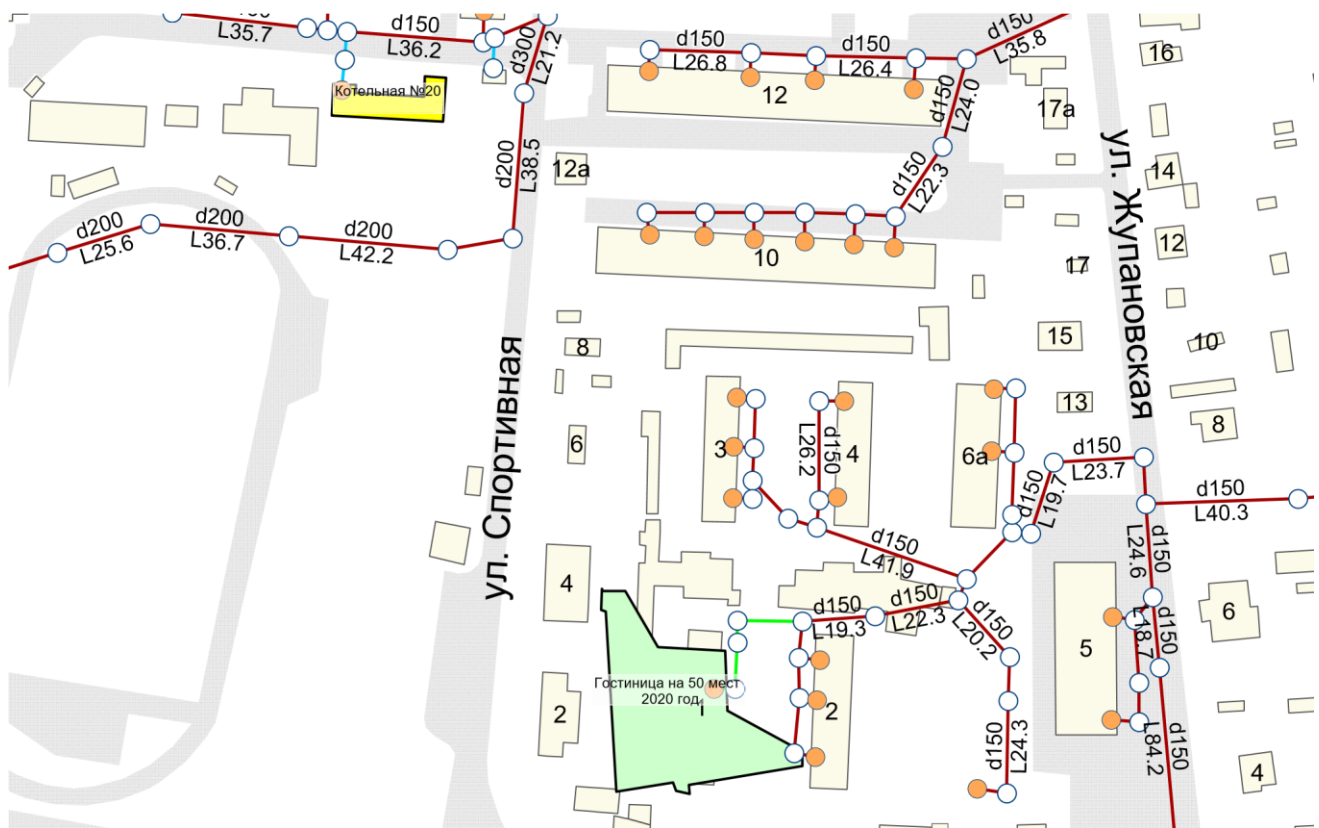 L35.7
d150
L36.2
d300
L21.2
d150
L26.8
d150
L26.4
d150
L35.8
16
Котельная №20
12
d150
L24.0
17а
d200
L38.5
12а
d150
L22.3
14
ул. Жупановская
d200
L25.6
d200
L36.7
d200
L42.2
10
12
17
8
15
10
ул. Спортивная
13
8
6
3
d150
L26.2
4
6а
d150
L19.7
d150
L23.7
d150
L40.3
d150
L41.9
d150
L24.6
4
d150
L19.3
d150
L22.3
d150
L20.2
5
L18.7
d150
6
Гостиница на 50 мест
2020 год.
2
2
d150
L24.3
L84.2
d150
4